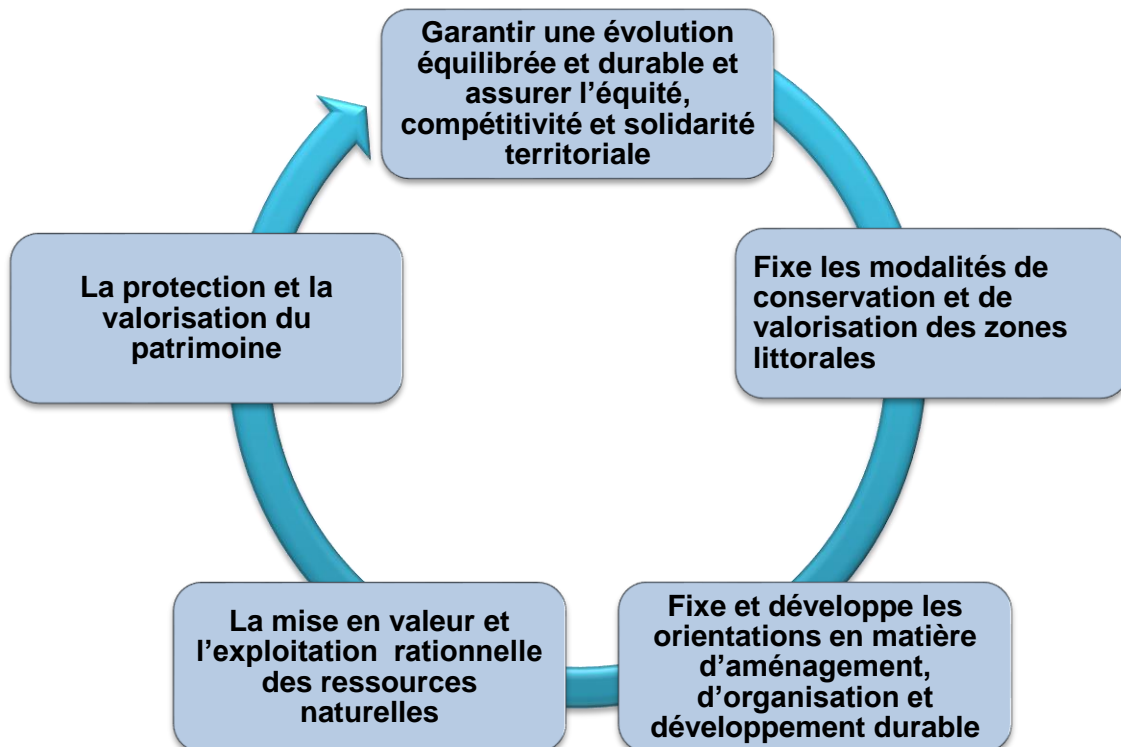 Garantir une évolution
équilibrée et durable et
assurer l’équité,
compétitivité et solidarité
territoriale
Fixe les modalités de
conservation et de
valorisation des zones
littorales
Fixe et développe les
orientations en matière
d’aménagement,
d’organisation et
développement durable
La mise en valeur et
l’exploitation rationnelle
des ressources
naturelles
La protection et la
valorisation du
patrimoine